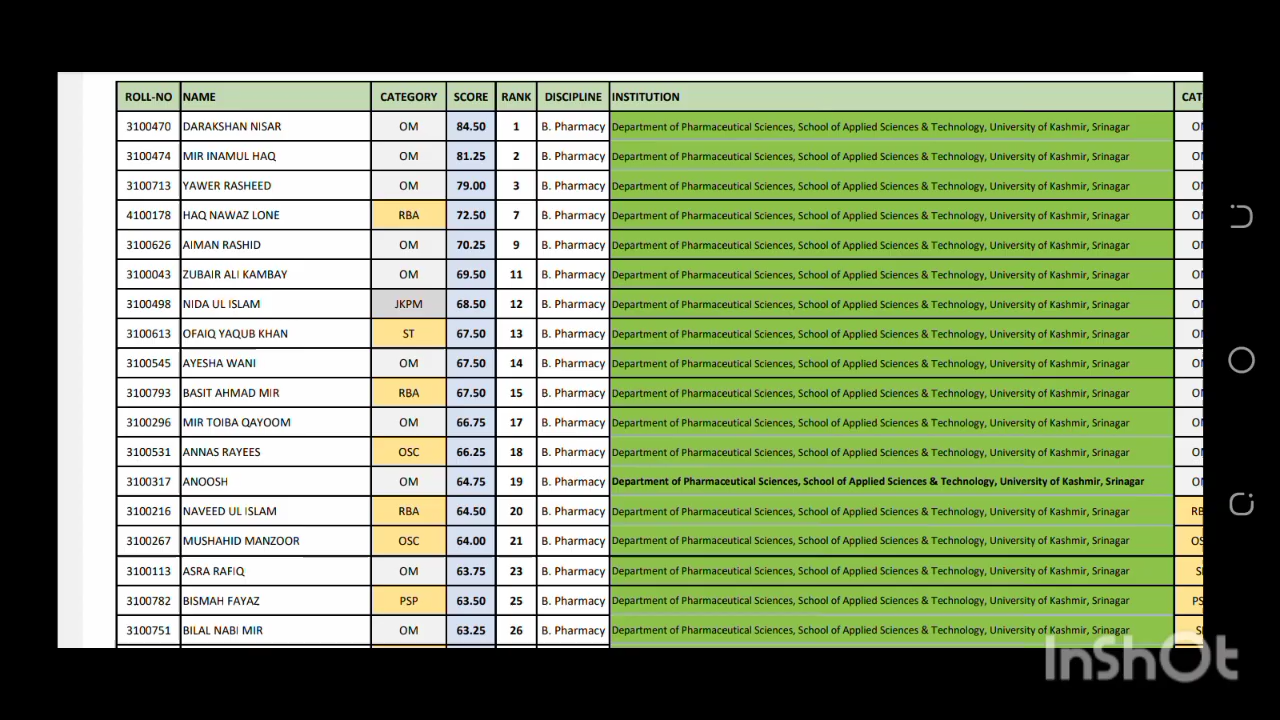 ROLL-NO NAME CATEGORY SCORE RANK DISCIPLINE INSTITUTION CAT
3100470 DARAKSHAN NISAR OM 84.50 1 B. Pharmacy Department of Pharmaceutical Sciences, School of Applied Sciences & Technology, University of Kashmir, Srinagar
3100474 MIR INAMUL HAQ OM 81.25 2 B. Pharmacy Department of Pharmaceutical Sciences, School of Applied Sciences & Technology, University of Kashmir, Srinagar
3100713 YAWER RASHEED OM 79.00 3 B. Pharmacy Department of Pharmaceutical Sciences, School of Applied Sciences & Technology, University of Kashmir, Srinagar
4100178 HAQ NAWAZ LONE RBA 72.50 7 B. Pharmacy Department of Pharmaceutical Sciences, School of Applied Sciences & Technology, University of Kashmir, Srinagar
3100626 AIMAN RASHID OM 70.25 9 B. Pharmacy Department of Pharmaceutical Sciences, School of Applied Sciences & Technology, University of Kashmir, Srinagar
3100043 ZUBAIR ALI KAMBAY OM 69.50 11 B. Pharmacy Department of Pharmaceutical Sciences, School of Applied Sciences & Technology, University of Kashmir, Srinagar
3100498 NIDA UL ISLAM JKPM 68.50 12 B. Pharmacy Department of Pharmaceutical Sciences, School of Applied Sciences & Technology, University of Kashmir, Srinagar
3100613 OFAIQ YAQUB KHAN ST 67.50 13 B. Pharmacy Department of Pharmaceutical Sciences, School of Applied Sciences & Technology, University of Kashmir, Srinagar
3100545 AYESHA WANI OM 67.50 14 B. Pharmacy Department of Pharmaceutical Sciences, School of Applied Sciences & Technology, University of Kashmir, Srinagar
3100793 BASIT AHMAD MIR RBA 67.50 15 B. Pharmacy Department of Pharmaceutical Sciences, School of Applied Sciences & Technology, University of Kashmir, Srinagar
3100296 MIR TOIBA QAYOOM OM 66.75 17 B. Pharmacy Department of Pharmaceutical Sciences, School of Applied Sciences & Technology, University of Kashmir, Srinagar
3100531 ANNAS RAYEES OSC 66.25 18 B. Pharmacy Department of Pharmaceutical Sciences, School of Applied Sciences & Technology, University of Kashmir, Srinagar
3100317 ANOOSH OM 64.75 19 B. Pharmacy Department of Pharmaceutical Sciences, School of Applied Sciences & Technology, University of Kashmir, Srinagar
3100216 NAVEED UL ISLAM RBA 64.50 20 B. Pharmacy Department of Pharmaceutical Sciences, School of Applied Sciences & Technology, University of Kashmir, Srinagar
3100267 MUSHAHID MANZOOR OSC 64.00 21 B. Pharmacy Department of Pharmaceutical Sciences, School of Applied Sciences & Technology, University of Kashmir, Srinagar
3100113 ASRA RAFIQ OM 63.75 23 B. Pharmacy Department of Pharmaceutical Sciences, School of Applied Sciences & Technology, University of Kashmir, Srinagar
3100782 BISMAH FAYAZ PSP 63.50 25 B. Pharmacy Department of Pharmaceutical Sciences, School of Applied Sciences & Technology, University of Kashmir, Srinagar
3100751 BILAL NABI MIR OM 63.25 26 B. Pharmacy Department of Pharmaceutical Sciences, School of Applied Sciences & Technology, University of Kashmir, Srinagar
InShOt